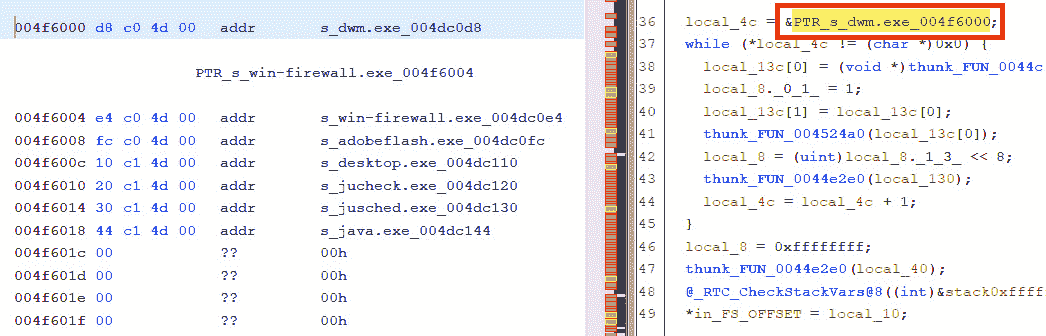 004f6000 d8 c0 4d 00 addr s_dwm.exe_004dc0d8
PTR_s_win-firewall.exe_004f6004
004f6004 e4 c0 4d 00 addr s_win-firewall.exe_004dc0e4
004f6008 fc c0 4d 00 addr s_adobeflash.exe_004dc0fc
004f600c 10 c1 4d 00 addr s_desktop.exe_004dc110
004f6010 20 c1 4d 00 addr s_jucheck.exe_004dc120
004f6014 30 c1 4d 00 addr s_jusched.exe_004dc130
004f6018 44 c1 4d 00 addr s_java.exe_004dc144
004f601c 00 ?? 00h
004f601d 00 ?? 00h
004f601e 00 ?? 00h
004f601f 00 ?? 00h
36 local_4c = &PTR_s_dwm.exe_004f6000;
37 while (*local_4c != (char *)0x0) {
38 local_13c[0] = (void *)thunk_FUN_0044c
39 local_8._0_1_ = 1;
40 local_13c[1] = local_13c[0];
41 thunk_FUN_004524a0(local_13c[0]);
42 local_8 = (uint)local_8._1_3_ << 8;
43 thunk_FUN_0044e2e0(local_130);
44 local_4c = local_4c + 1;
45 }
46 local_8 = 0xffffffff;
47 thunk_FUN_0044e2e0(local_40);
48 @_RTC_CheckStackVars@8((int)&stack0xffff
49 *in_FS_OFFSET = local_10;